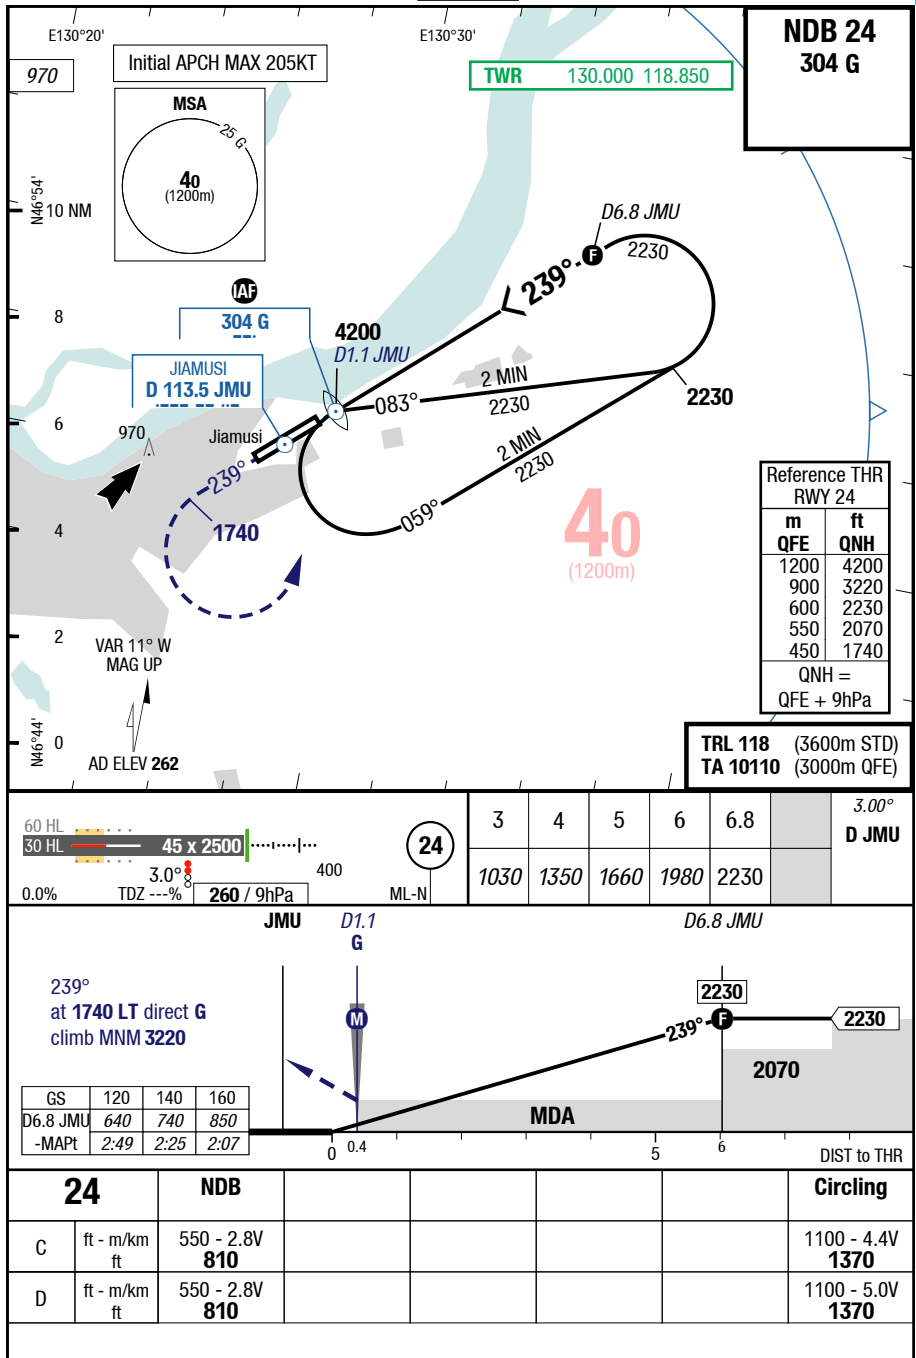 E130°20'
E130°30'
NDB 24
304 G
970
Initial APCH MAX 205KT
TWR 130.000 118.850
MSA
25 G
40
(1200m)
N46°54'
10 NM
D6.8 JMU
F
2230
239°
IAF
304 G
8
4200
D1.1 JMU
JIAMUSI
D 113.5 JMU
2 MIN
083°
2230
2230
6
970
Jiamusi
2 MIN
2230
239°
059°
1740
4
40
(1200m)
Reference THR
RWY 24
m ft
QFE QNH
1200 4200
900 3220
600 2230
550 2070
450 1740
QNH =
QFE + 9hPa
2
VAR 11° W
MAG UP
N46°44'
0
AD ELEV 262
TRL 118 (3600m STD)
TA 10110 (3000m QFE)
60 HL
30 HL
45 x 2500
3.0°
400
0.0% TDZ ---% 260 / 9hPa ML-N
24
3 4 5 6 6.8 3.00°
D JMU
1030 1350 1660 1980 2230
JMU D1.1 D6.8 JMU
G
239°
at 1740 LT direct G
climb MNM 3220
M
2230
239°
F
2230
2070
MDA
GS 120 140 160
D6.8 JMU 640 740 850
-MAPt 2:49 2:25 2:07
0 0.4 5 6 DIST to THR
24 NDB Circling
C ft - m/km 550 - 2.8V 1100 - 4.4V
ft 810 1370
D ft - m/km 550 - 2.8V 1100 - 5.0V
ft 810 1370